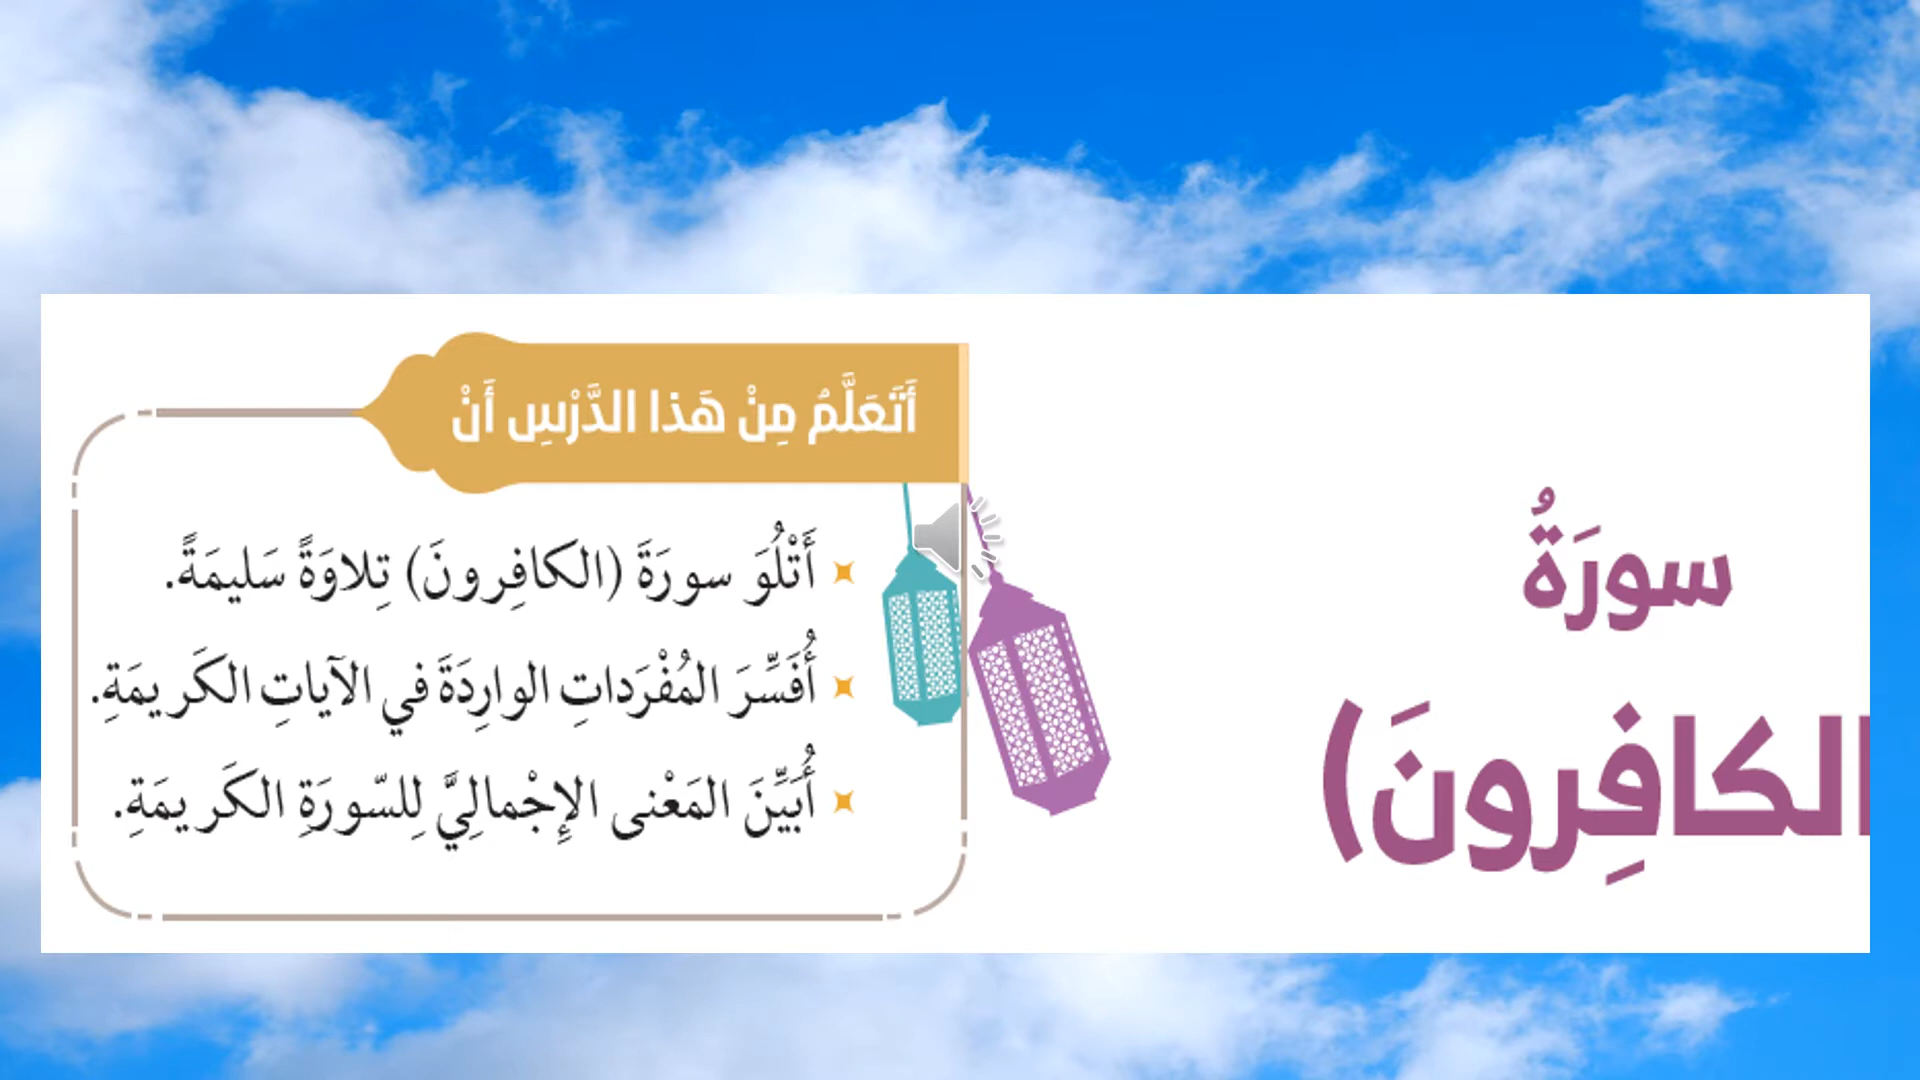 سورَةُ
الكافِرونَ)
أَتَعَلَّمُ مِنْ هَذا الدَّرْسِ أَنْ
أَتْلُوَ سورَةَ (الكافِرونَ) تِلاوَةً سَليمَةً.
أُفَسِّرَ المُفْرَداتِ الوارِدَةَ في الآياتِ الكَريمَةِ.
أُبَيِّنَ المَعْنى الإِجْمالِيَّ لِلسّورَةِ الكَريمَةِ.